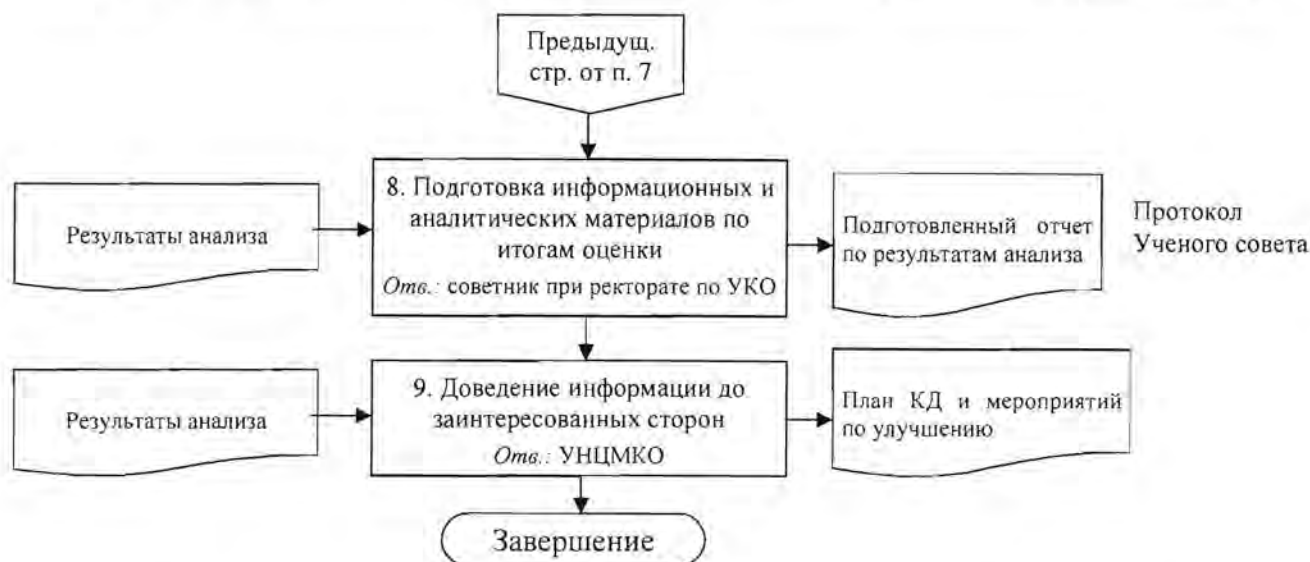 Предыдущ.
стр. от п. 7
Результаты анализа
8. Подготовка информационных и
аналитических материалов по
итогам оценки
Отв.: советник при ректорате по УКО
Подготовленный отчет
по результатам анализа
Протокол
Ученого совета
Результаты анализа
9. Доведение информации до
заинтересованных сторон
Отв.: УНЦМКО
План КД и мероприятий
по улучшению
Завершение